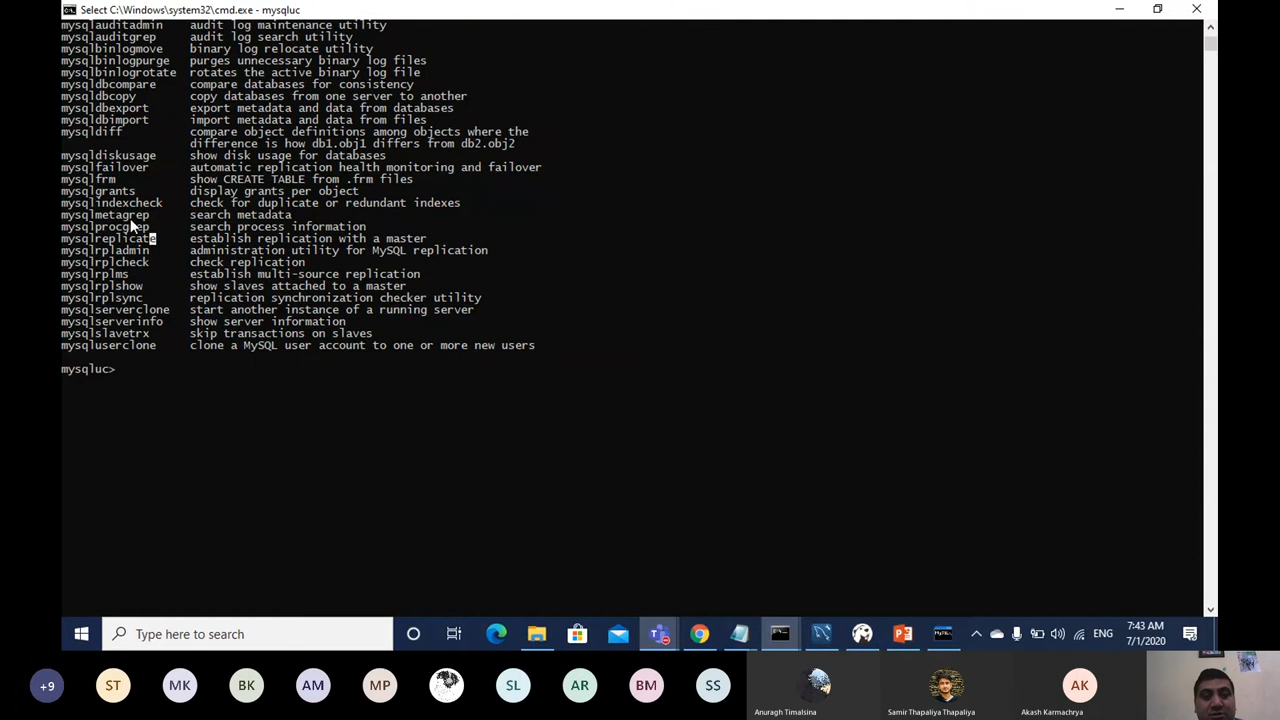 Select C:\Windows\system32\cmd.exe - mysqluc
mysqlauditadmin audit log maintenance utility
mysqlauditgrep audit log search utility
mysqlbinlogmove binary log relocate utility
mysqlbinlogpurge purges unnecessary binary log files
mysqlbinlogrotate rotates the active binary log file
mysqldbcompare compare databases for consistency
mysqldbcopy copy databases from one server to another
mysqldbexport export metadata and data from databases
mysqldbimport import metadata and data from files
mysqldiff compare object definitions among objects where the
difference is how db1.obj1 differs from db2.obj2
mysqldiskusage show disk usage for databases
mysqlfailover automatic replication health monitoring and failover
mysqlfrm show CREATE TABLE from .frm files
mysqlgrants display grants per object
mysqlindexcheck check for duplicate or redundant indexes
mysqlmetagrep search metadata
mysqlprocgrep search process information
mysqlreplicate establish replication with a master
mysqlrpladmin administration utility for MySQL replication
mysqlrplcheck check replication
mysqlrplms establish multi-source replication
mysqlrplshow show slaves attached to a master
mysqlrplsync replication synchronization checker utility
mysqlserverclone start another instance of a running server
mysqlserverinfo show server information
mysqlslavetrx skip transactions on slaves
mysqluserclone clone a MySQL user account to one or more new users
mysqluc>
Type here to search
ENG
7:43 AM
7/1/2020
+9 ST MK BK AM MP SL AR BM SS AK
Anuragh Timalsina
Samir Thapaliya Thapaliya
Akash Karmachrya